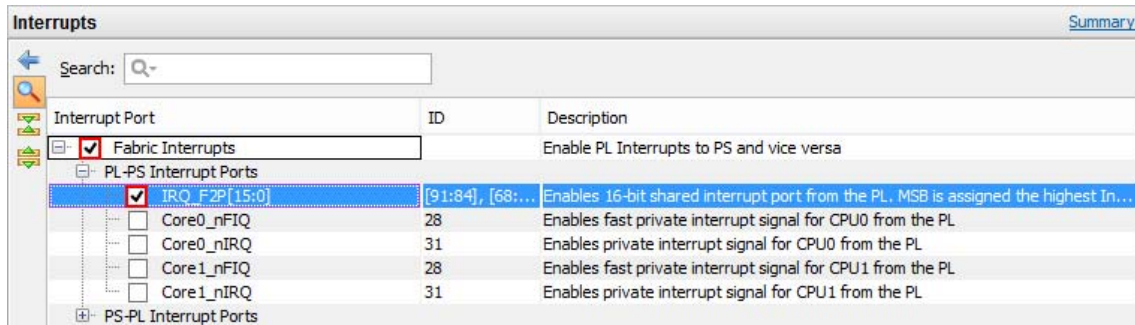 Interrupts Summary
Search:
Interrupt Port ID Description
Fabric Interrupts Enable PL Interrupts to PS and vice versa
PL-PS Interrupt Ports
IRQ_F2P[15:0] [91:84], [68:... Enables 16-bit shared interrupt port from the PL. MSB is assigned the highest In...
Core0_nFIQ 28 Enables fast private interrupt signal for CPU0 from the PL
Core0_nIRQ 31 Enables private interrupt signal for CPU0 from the PL
Core1_nFIQ 28 Enables fast private interrupt signal for CPU1 from the PL
Core1_nIRQ 31 Enables private interrupt signal for CPU1 from the PL
PS-PL Interrupt Ports